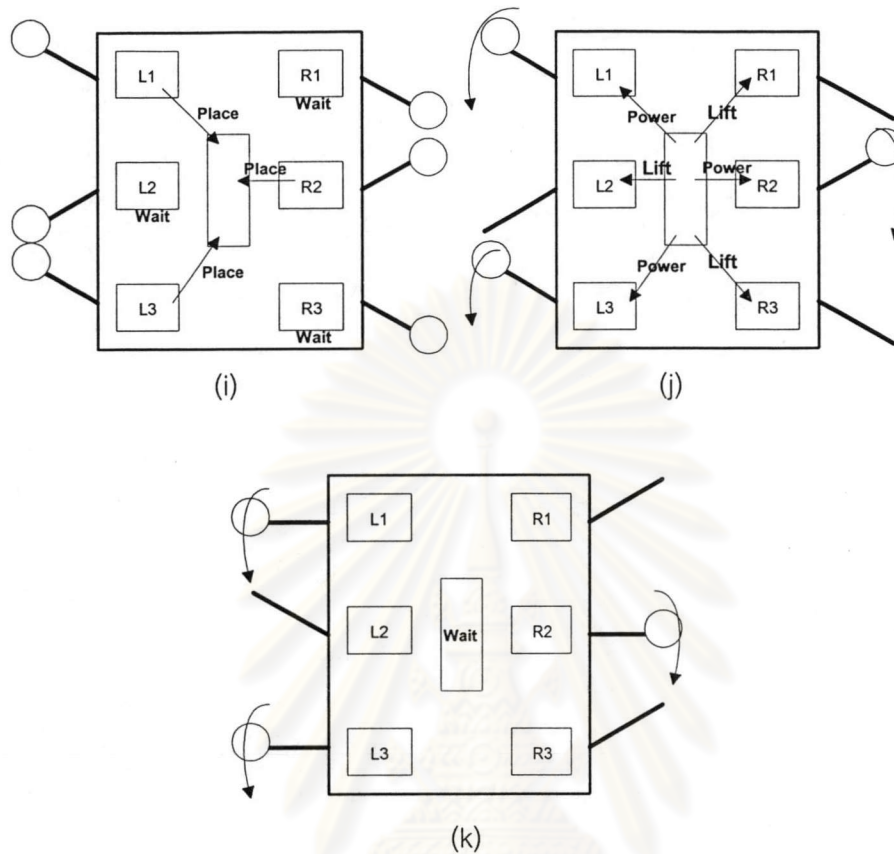 L1
Place
R1
Wait
L2
Wait
Place
R2
Place
L3
R3
Wait
(i)
L1
R1
Power
Lift
L2
Lift
Power
R2
Power
Lift
L3
R3
(j)
L1
R1
L2
Wait
R2
L3
R3
(k)